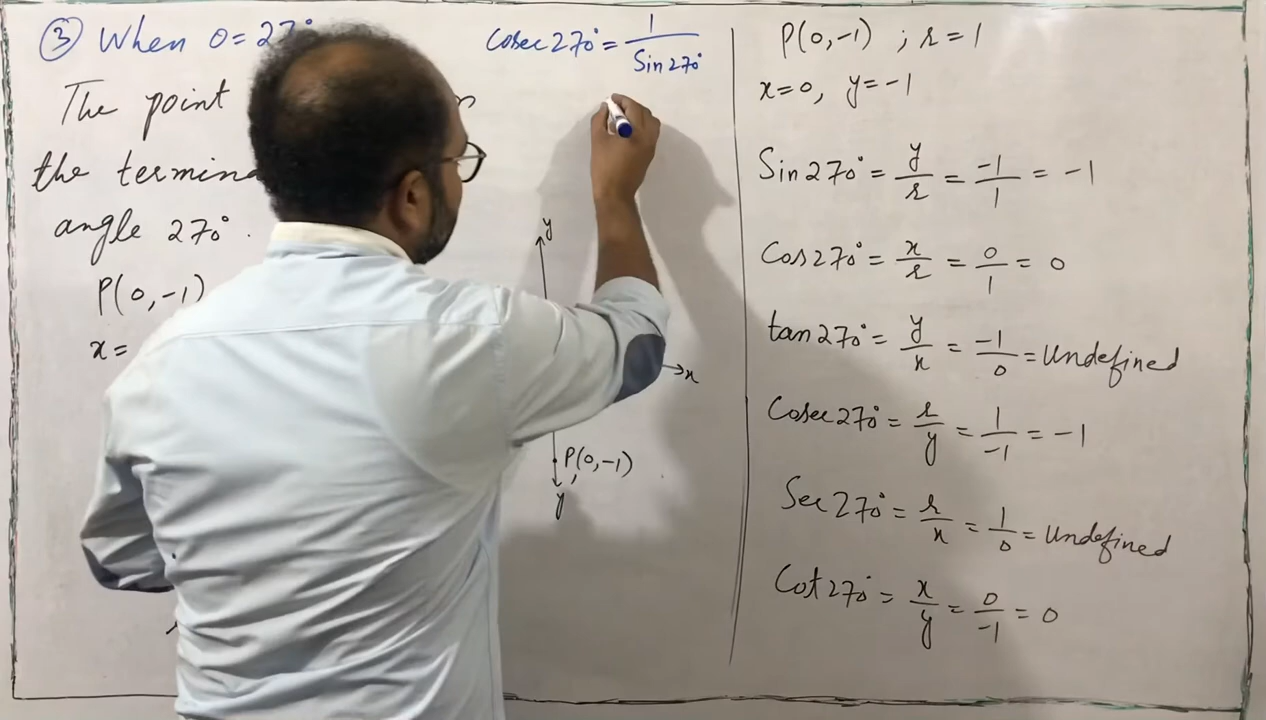 ③ When θ = 27°
The point
the termina
angle 270°.
P(0,-1)
x=
Cosec 270° = 1/Sin 270°
y
x
P(0,-1)
y
P(0,-1) ; r = 1
x=0, y=-1
Sin 270° = y/r = -1/1 = -1
Cos 270° = x/r = 0/1 = 0
tan 270° = y/x = -1/0 = Undefined
Cosec 270° = r/y = 1/-1 = -1
Sec 270° = r/x = 1/0 = Undefined
Cot 270° = x/y = 0/-1 = 0